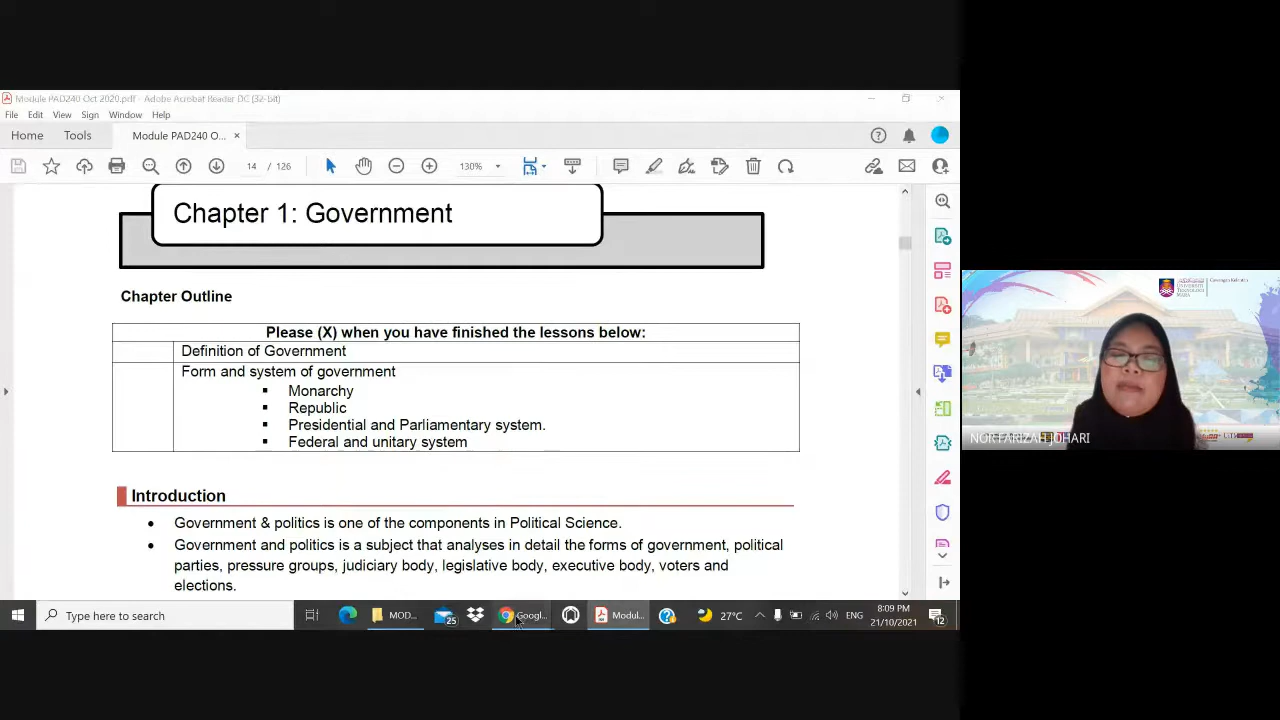 Module PAD240 Oct 2020.pdf - Adobe Acrobat Reader DC (32-bit)
File Edit View Sign Window Help
Home Tools Module PAD240 O... ×
14 / 126 130%
Chapter 1: Government
Chapter Outline
Please (X) when you have finished the lessons below:
Definition of Government
Form and system of government
▪ Monarchy
▪ Republic
▪ Presidential and Parliamentary system.
▪ Federal and unitary system
Introduction
• Government & politics is one of the components in Political Science.
• Government and politics is a subject that analyses in detail the forms of government, political
parties, pressure groups, judiciary body, legislative body, executive body, voters and
elections.
UNIVERSITI
TEKNOLOGI
MARA
NOR FARIZAH JOHARI
Type here to search
MOD...
25
Googl...
Modul...
27°C
ENG
8:09 PM
21/10/2021
12